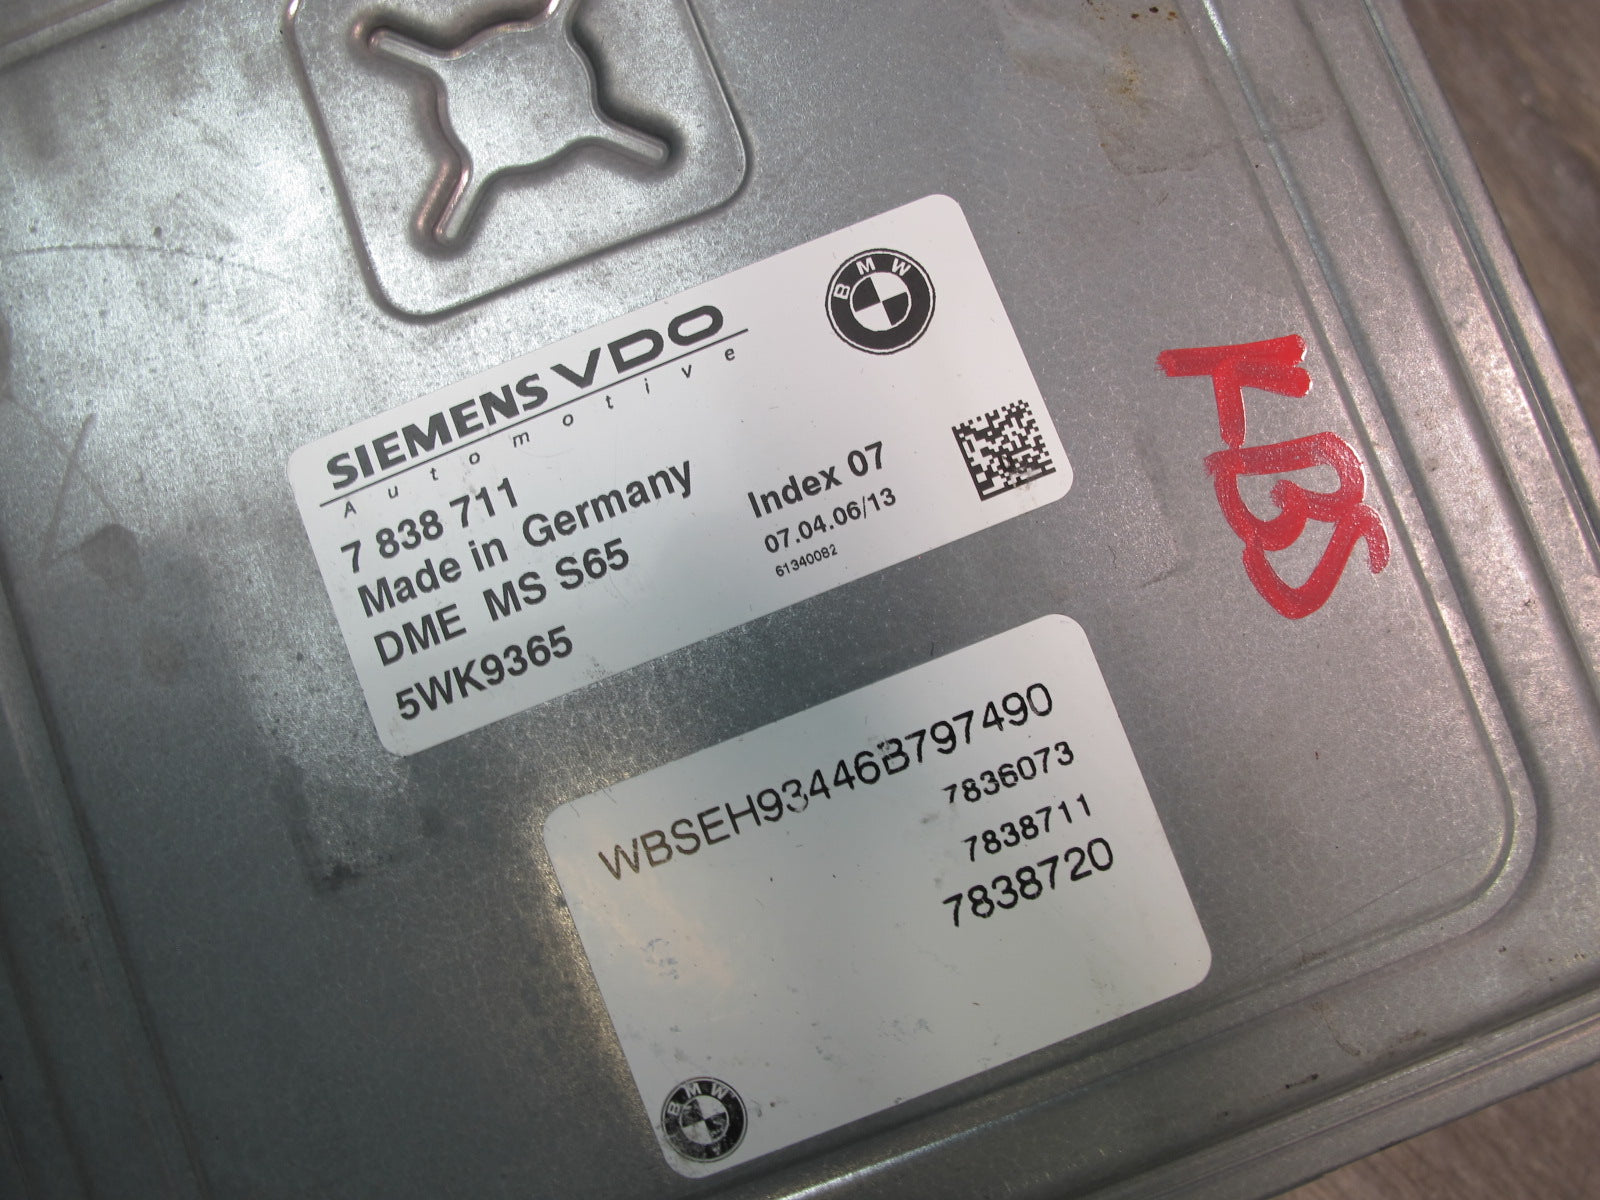 SIEMENS VDO
Automotive
BMW
7 838 711
Made in Germany
DME MS S65
5WK9365
Index 07
07.04.06/13
61340082
WBSEH93446B797490
7836073
7838711
7838720
BMW